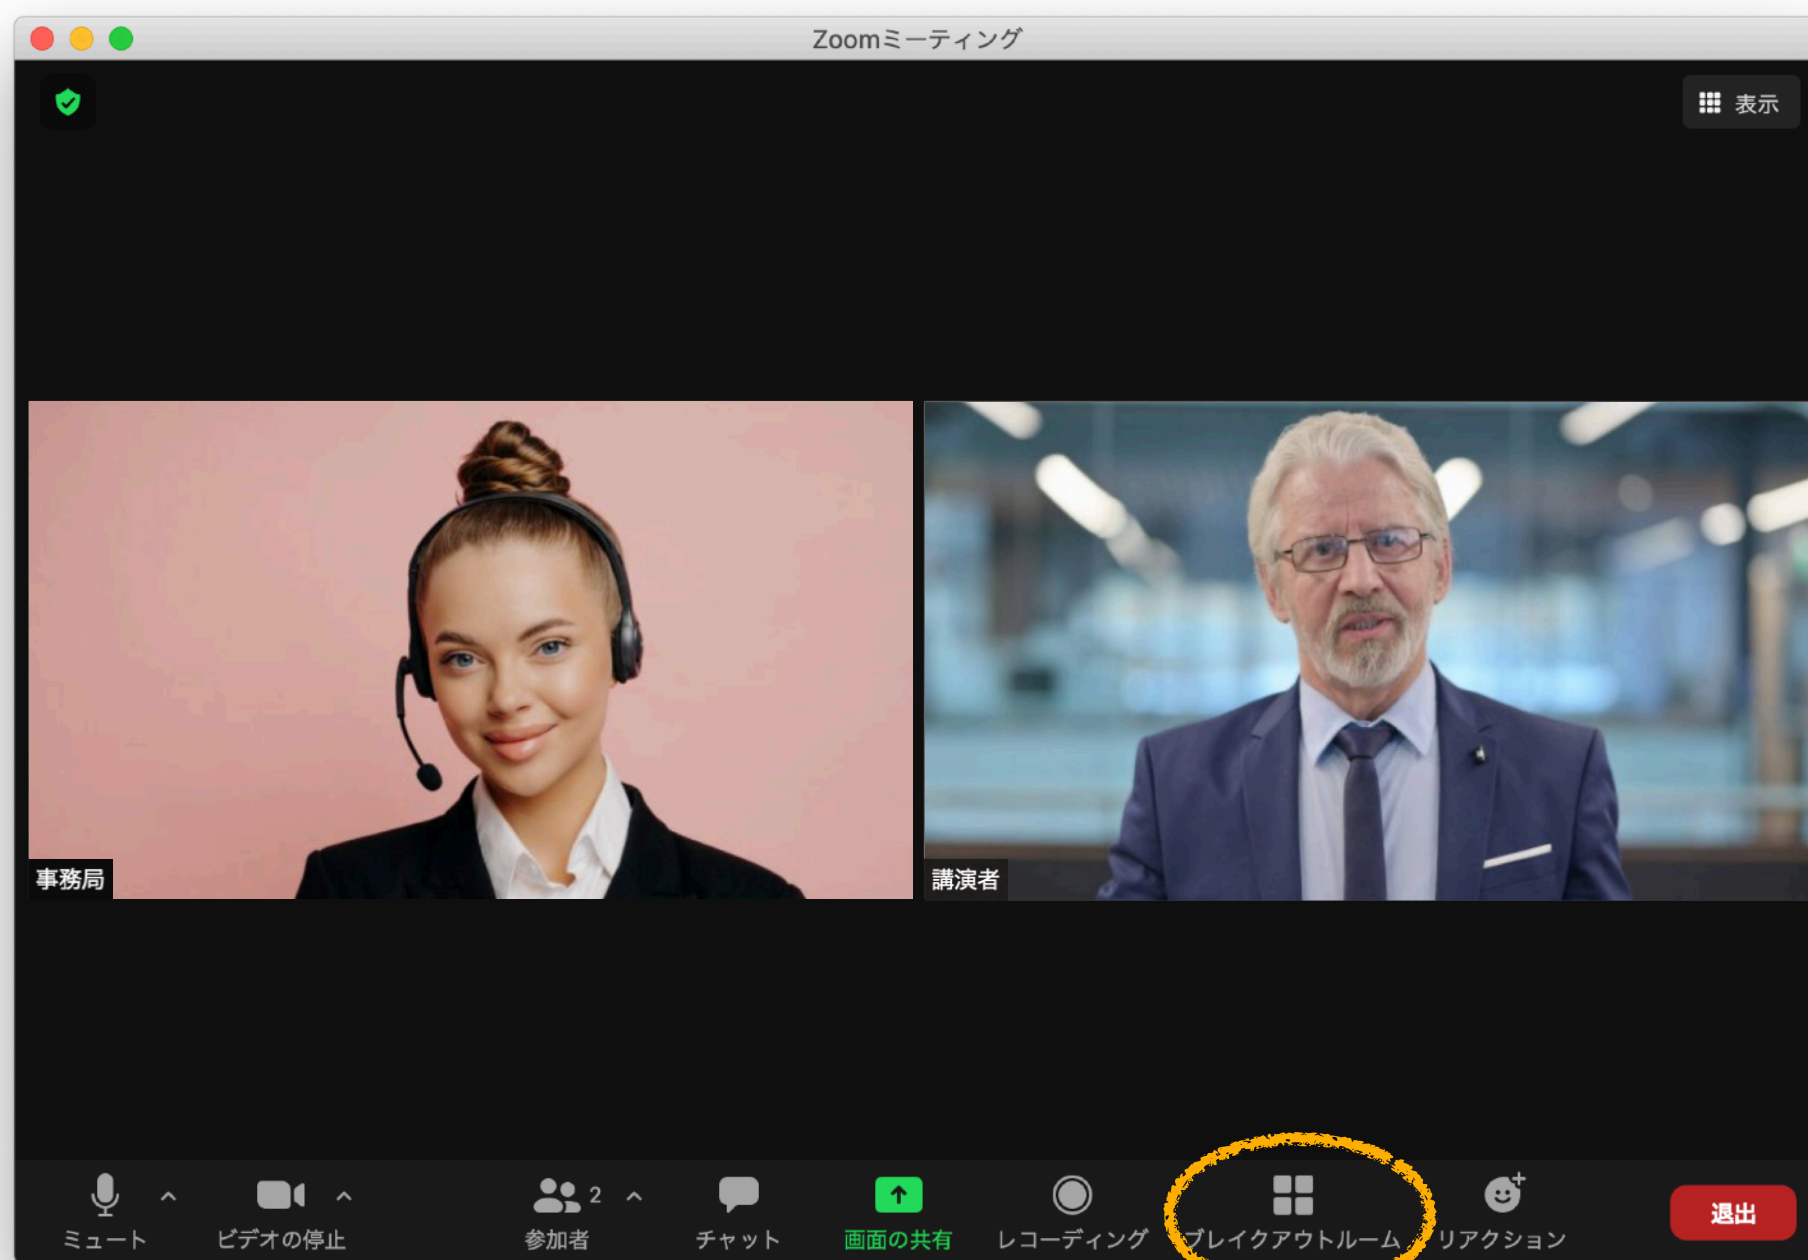 Zoomミーティング
表示
事務局
講演者
2
ミュート
ビデオの停止
参加者
チャット
画面の共有
レコーディング
ブレイクアウトルーム
リアクション
退出